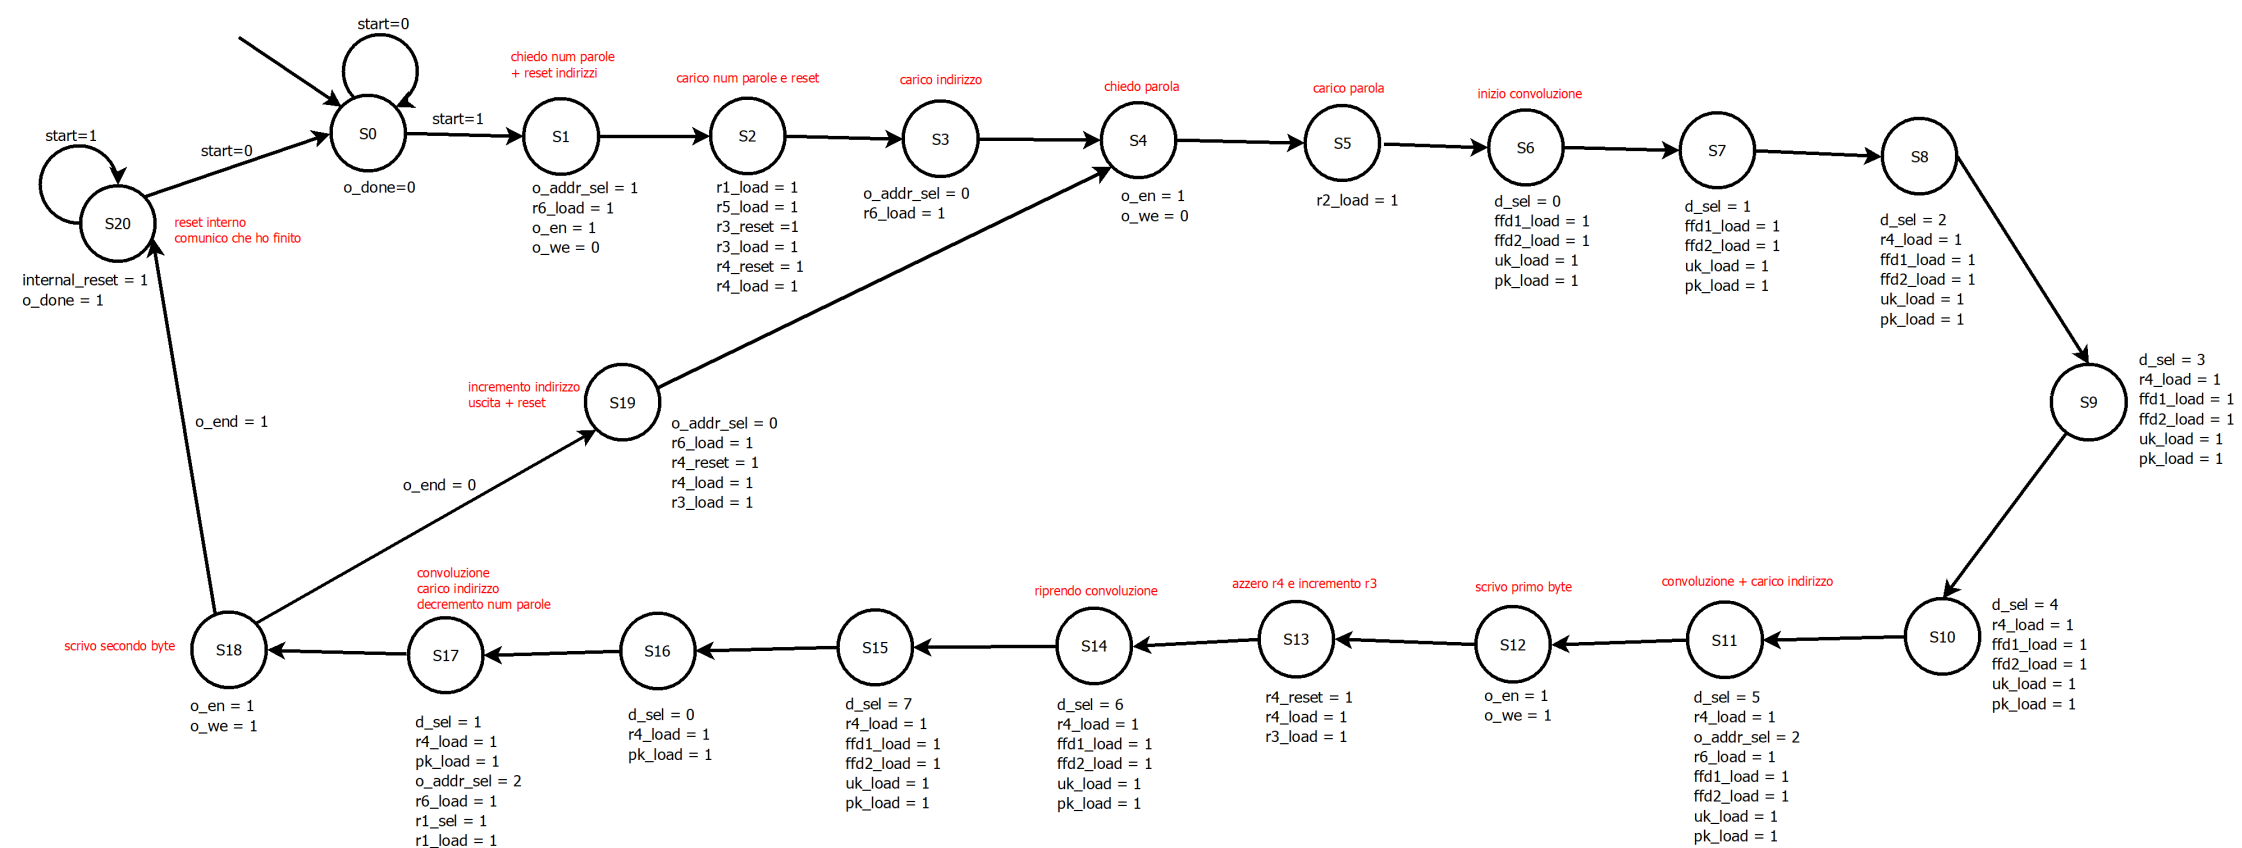 start=0
start=1
S0
o_done=0
start=1
start=0
S20
reset interno
comunico che ho finito
internal_reset = 1
o_done = 1
chiedo num parole
+ reset indirizzi
S1
o_addr_sel = 1
r6_load = 1
o_en = 1
o_we = 0
carico num parole e reset
S2
r1_load = 1
r5_load = 1
r3_reset =1
r3_load = 1
r4_reset = 1
r4_load = 1
carico indirizzo
S3
o_addr_sel = 0
r6_load = 1
chiedo parola
S4
o_en = 1
o_we = 0
carico parola
S5
r2_load = 1
inizio convoluzione
S6
d_sel = 0
ffd1_load = 1
ffd2_load = 1
uk_load = 1
pk_load = 1
S7
d_sel = 1
ffd1_load = 1
ffd2_load = 1
uk_load = 1
pk_load = 1
S8
d_sel = 2
r4_load = 1
ffd1_load = 1
ffd2_load = 1
uk_load = 1
pk_load = 1
S9
d_sel = 3
r4_load = 1
ffd1_load = 1
ffd2_load = 1
uk_load = 1
pk_load = 1
S10
d_sel = 4
r4_load = 1
ffd1_load = 1
ffd2_load = 1
uk_load = 1
pk_load = 1
convoluzione + carico indirizzo
S11
d_sel = 5
r4_load = 1
o_addr_sel = 2
r6_load = 1
ffd1_load = 1
ffd2_load = 1
uk_load = 1
pk_load = 1
scrivo primo byte
S12
o_en = 1
o_we = 1
azzero r4 e incremento r3
S13
r4_reset = 1
r4_load = 1
r3_load = 1
riprendo convoluzione
S14
d_sel = 6
r4_load = 1
ffd1_load = 1
ffd2_load = 1
uk_load = 1
pk_load = 1
S15
d_sel = 7
r4_load = 1
ffd1_load = 1
ffd2_load = 1
uk_load = 1
pk_load = 1
S16
d_sel = 0
r4_load = 1
pk_load = 1
convoluzione
carico indirizzo
decremento num parole
S17
d_sel = 1
r4_load = 1
pk_load = 1
o_addr_sel = 2
r6_load = 1
r1_sel = 1
r1_load = 1
scrivo secondo byte
S18
o_en = 1
o_we = 1
o_end = 1
o_end = 0
incremento indirizzo
uscita + reset
S19
o_addr_sel = 0
r6_load = 1
r4_reset = 1
r4_load = 1
r3_load = 1